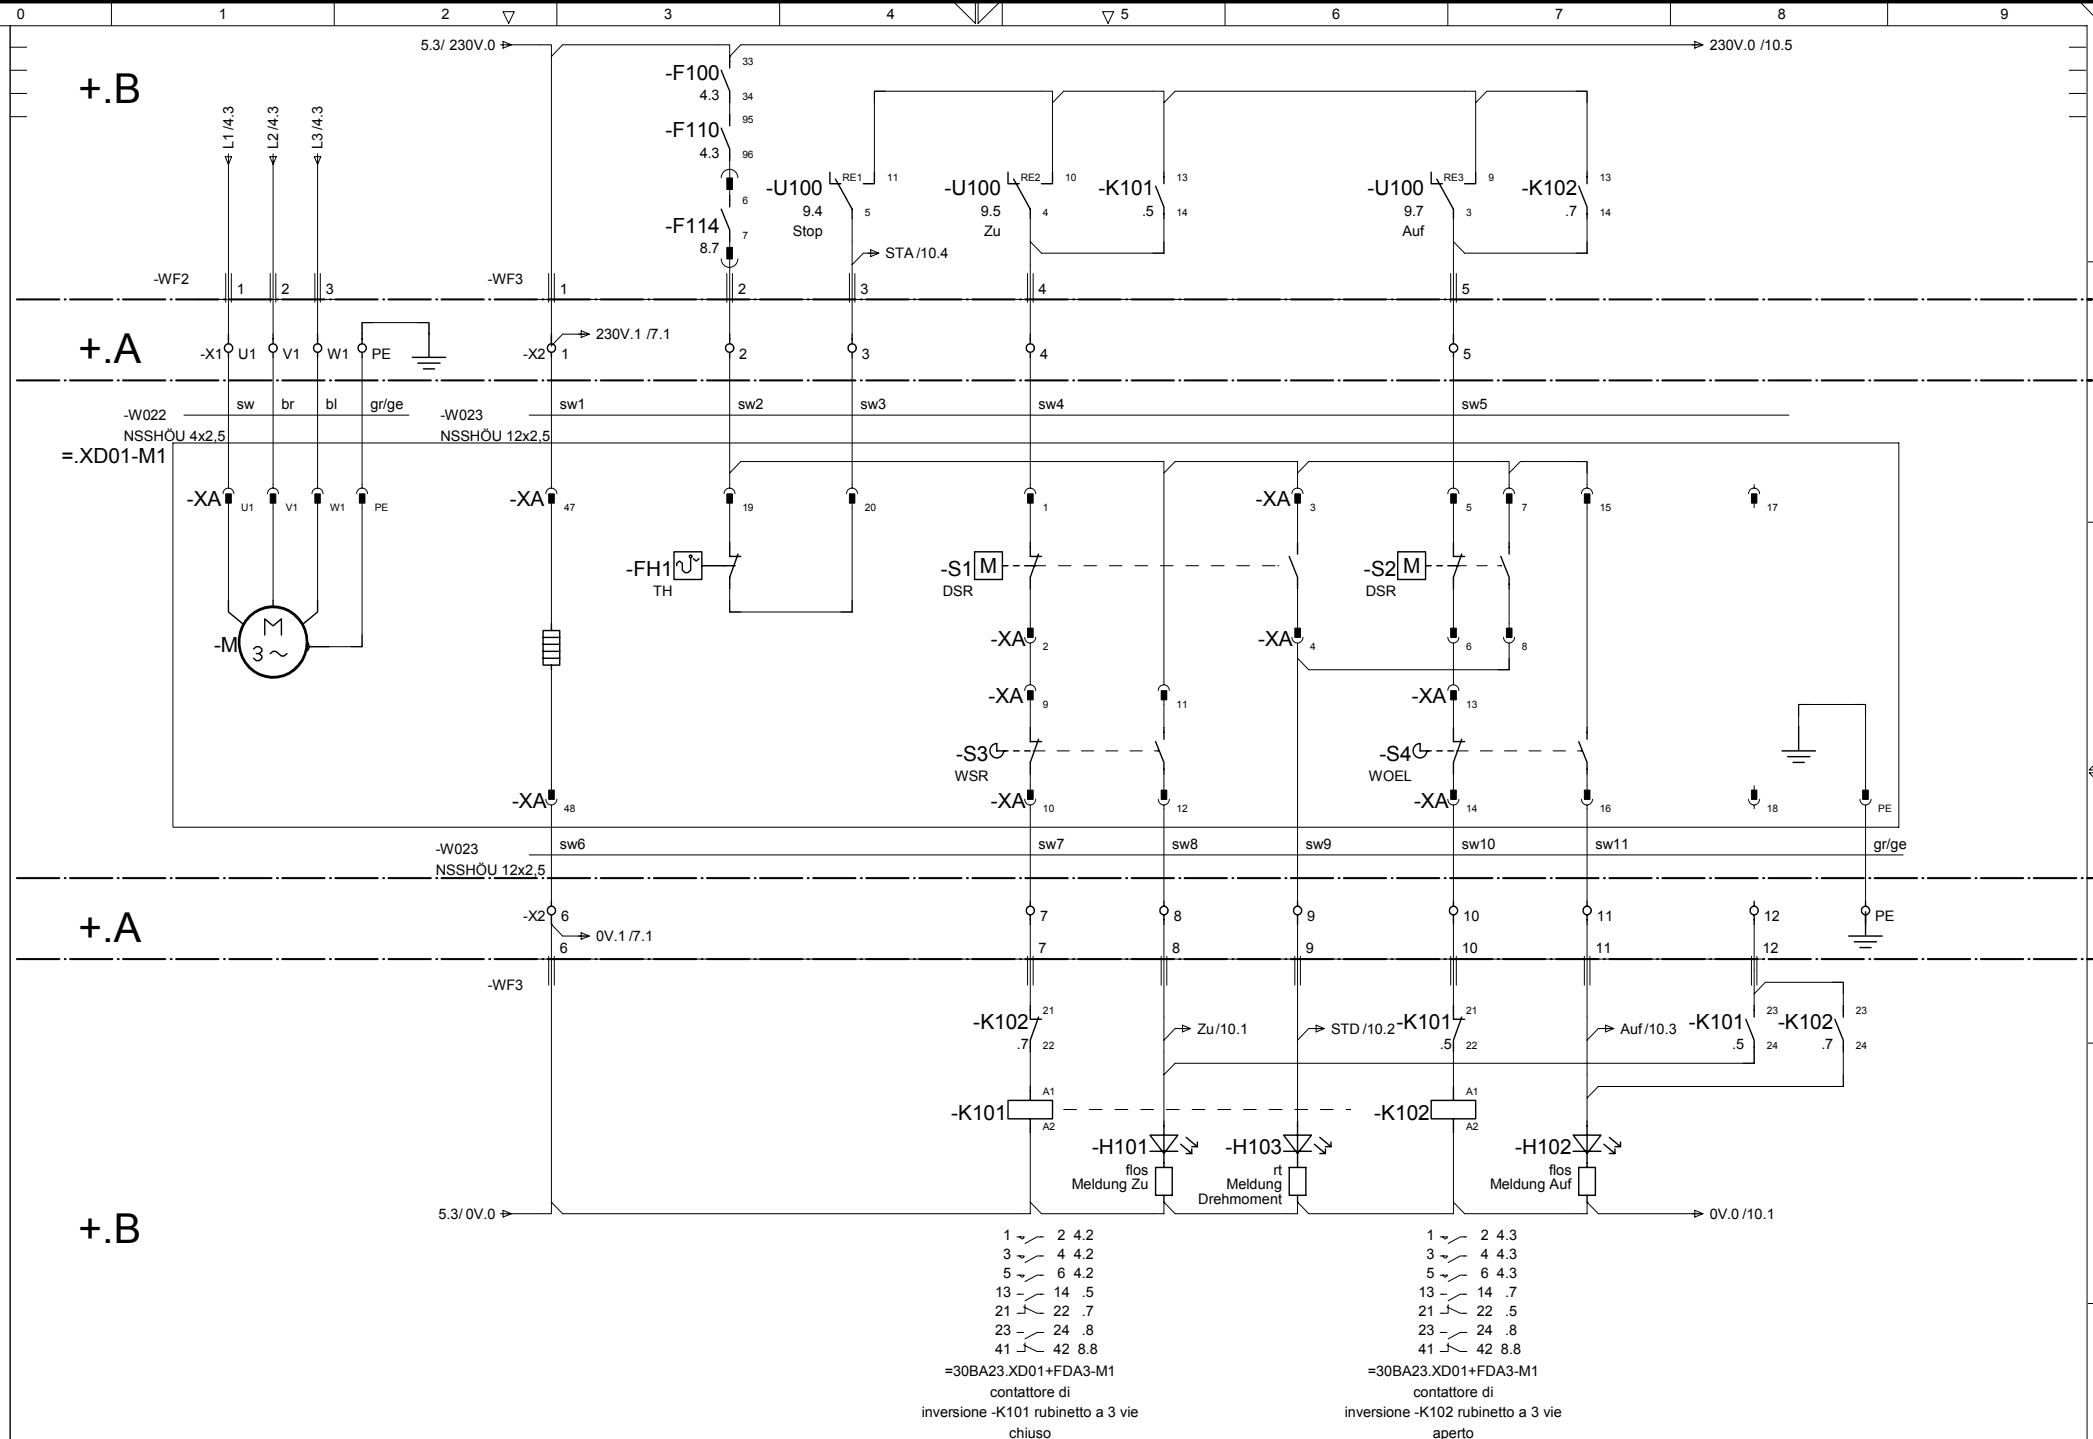 0 1 2 3 4 5 6 7 8 9
5.3/ 230V.0
230V.0 /10.5
+.B
L1 /4.3
L2 /4.3
L3 /4.3
-F100
4.3
33
34
-F110
4.3
95
96
6
-F114
8.7
7
-U100
9.4
Stop
RE1
11
5
STA /10.4
-U100
9.5
Zu
RE2
10
4
-K101
.5
13
14
-U100
9.7
Auf
RE3
9
3
-K102
.7
13
14
-WF2
1 2 3
-WF3
1 2 3 4 5
+.A
-X1 U1 V1 W1 PE
-X2 1 2 3 4 5
230V.1 /7.1
-W022
NSSHÖU 4x2,5
sw br bl gr/ge
-W023
NSSHÖU 12x2,5
sw1 sw2 sw3 sw4 sw5
=.XD01-M1
-XA U1 V1 W1 PE
-XA 47 19 20 1
-XA 3 5 7 15 17
-FH1
TH
-S1 M
DSR
-S2 M
DSR
-M
M
3 ~
-XA 2
-XA 4 6 8
-XA 9 11
-XA 13
-S3
WSR
-S4
WOEL
-XA 48
-XA 10 12
-XA 14 16 18 PE
-W023
NSSHÖU 12x2,5
sw6 sw7 sw8 sw9 sw10 sw11 gr/ge
+.A
-X2 6 7 8 9 10 11 12 PE
0V.1 /7.1
6 7 8 9 10 11 12
-WF3
-K102
.7
21
22
Zu /10.1
STD /10.2
-K101
.5
21
22
Auf /10.3
-K101
.5
23
24
-K102
.7
23
24
-K101
A1
A2
-K102
A1
A2
-H101
flos
Meldung Zu
-H103
rt
Meldung
Drehmoment
-H102
flos
Meldung Auf
+.B
5.3/ 0V.0
0V.0 /10.1
1 2 4.2
3 4 4.2
5 6 4.2
13 14 .5
21 22 .7
23 24 .8
41 42 8.8
=30BA23.XD01+FDA3-M1
contattore di
inversione -K101 rubinetto a 3 vie
chiuso
1 2 4.3
3 4 4.3
5 6 4.3
13 14 .7
21 22 .5
23 24 .8
41 42 8.8
=30BA23.XD01+FDA3-M1
contattore di
inversione -K102 rubinetto a 3 vie
aperto